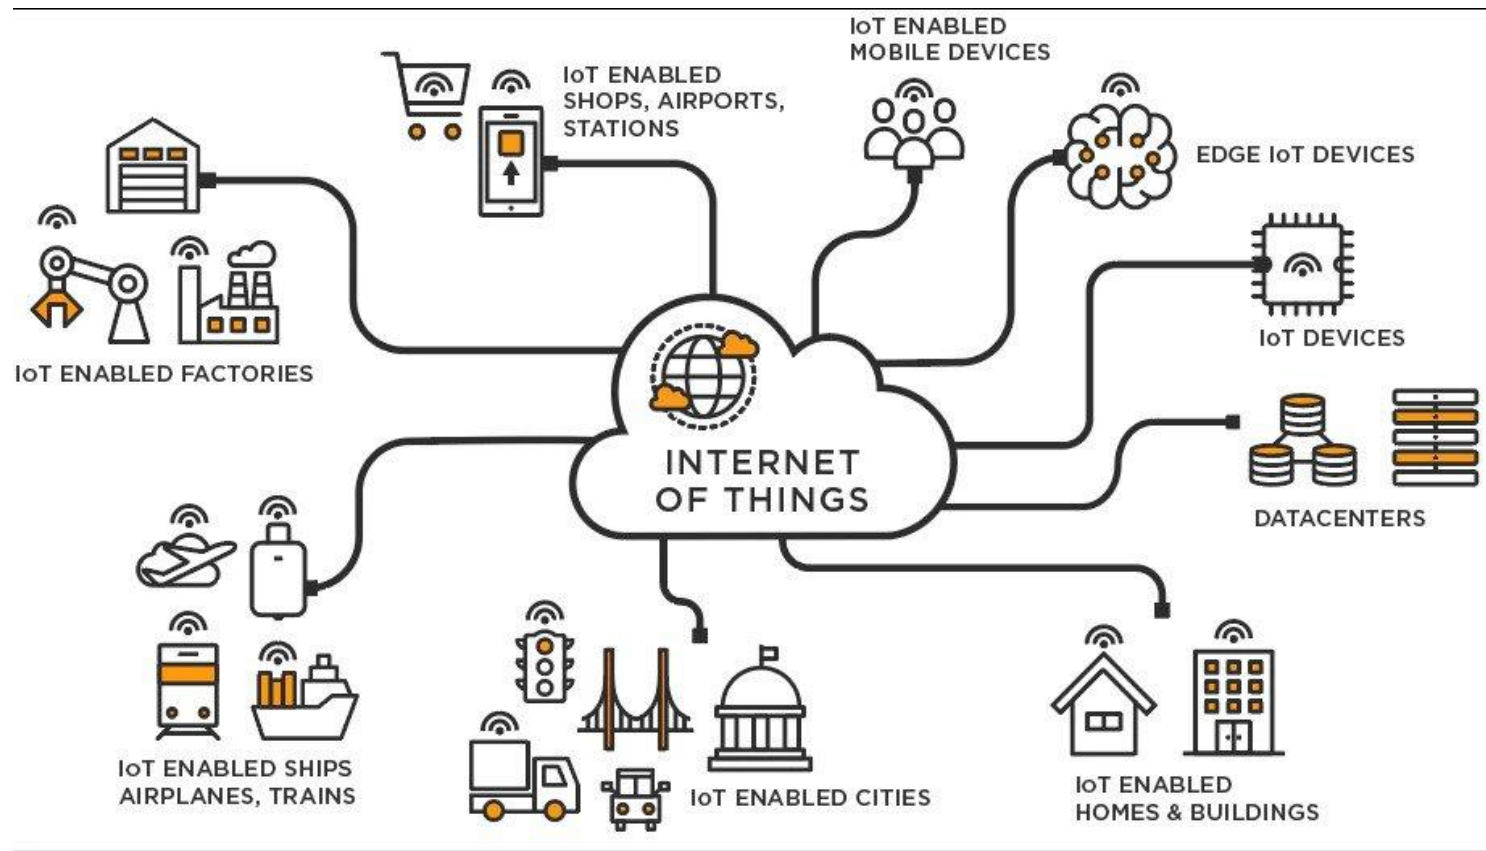 IoT ENABLED
MOBILE DEVICES
IoT ENABLED
SHOPS, AIRPORTS,
STATIONS
EDGE IoT DEVICES
IoT DEVICES
IoT ENABLED FACTORIES
INTERNET
OF THINGS
DATACENTERS
IoT ENABLED SHIPS
AIRPLANES, TRAINS
IoT ENABLED CITIES
IoT ENABLED
HOMES & BUILDINGS